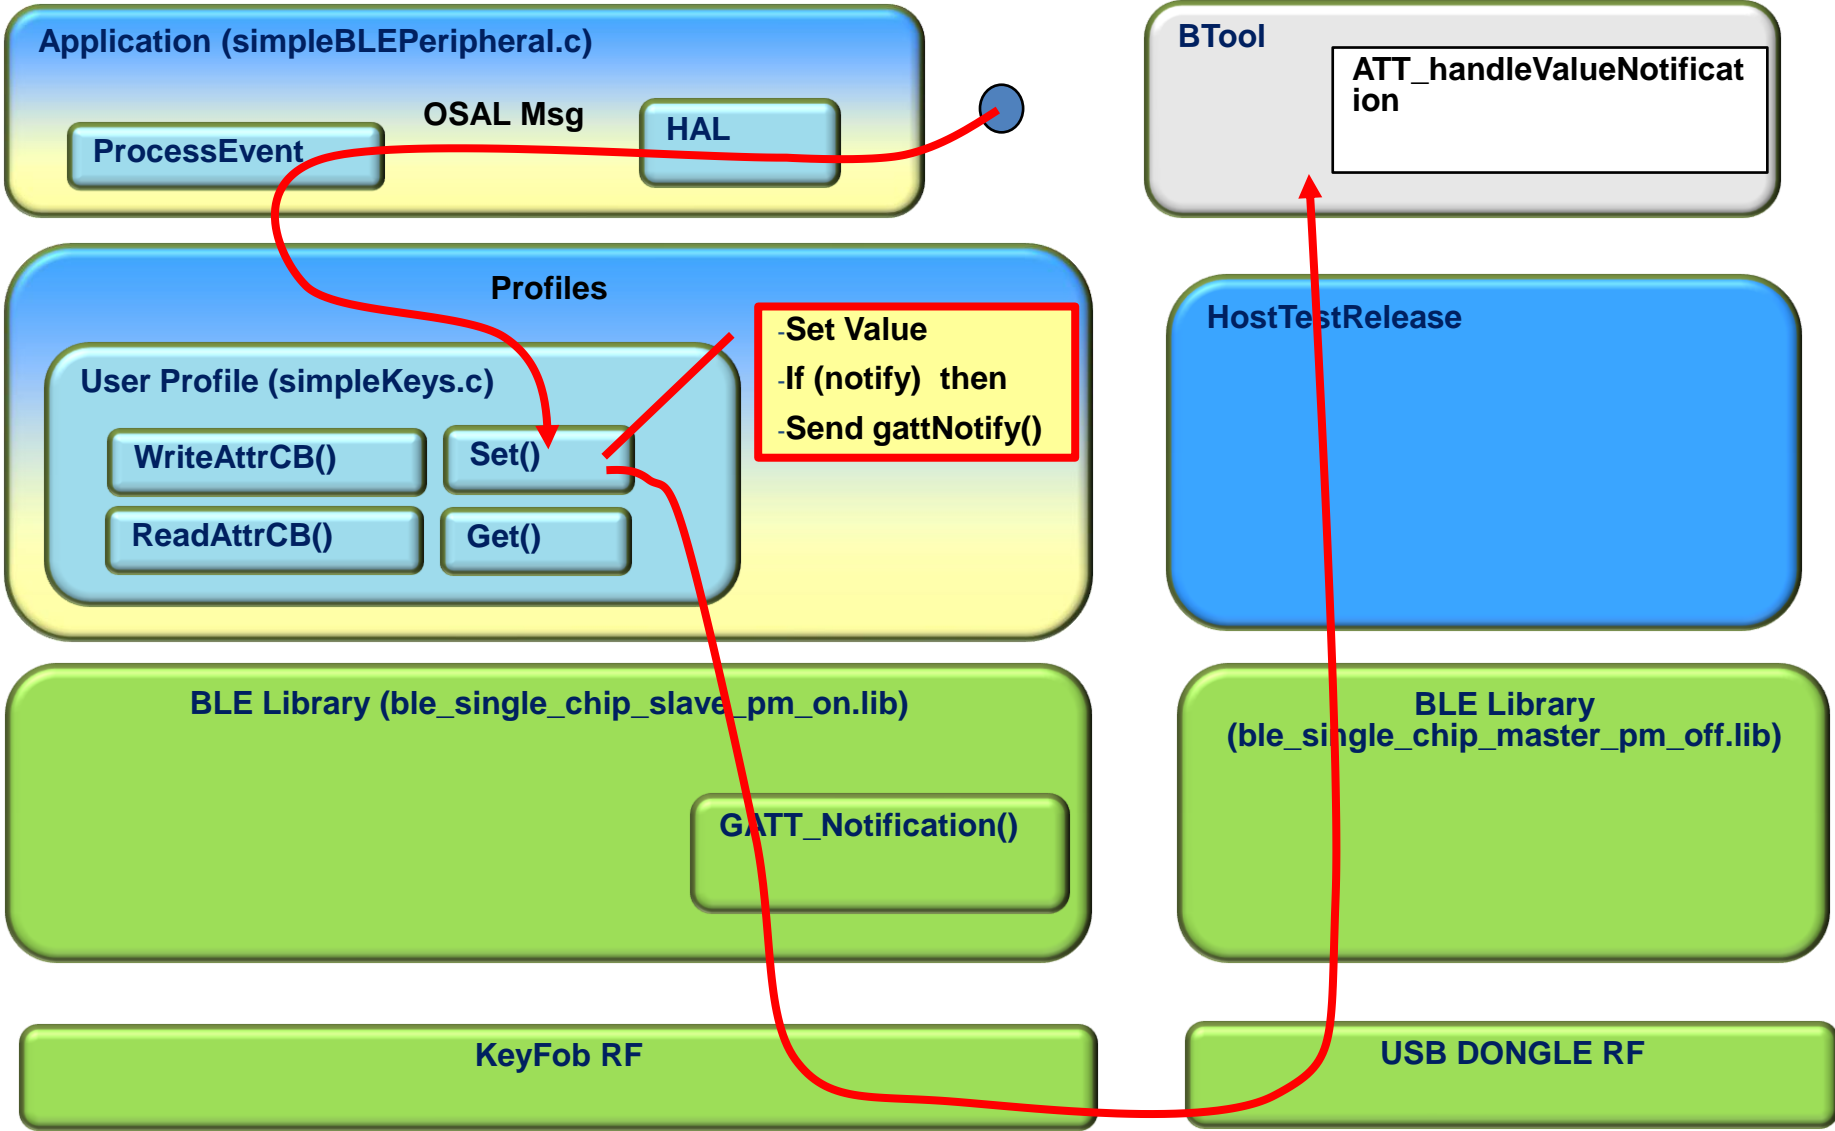 Application (simpleBLEPeripheral.c)
OSAL Msg
HAL
ProcessEvent
BTool
ATT_handleValueNotificat
ion
Profiles
-Set Value
-If (notify)  then
-Send gattNotify()
User Profile (simpleKeys.c)
WriteAttrCB()
Set()
ReadAttrCB()
Get()
HostTestRelease
BLE Library (ble_single_chip_slave_pm_on.lib)
GATT_Notification()
BLE Library
(ble_single_chip_master_pm_off.lib)
KeyFob RF
USB DONGLE RF